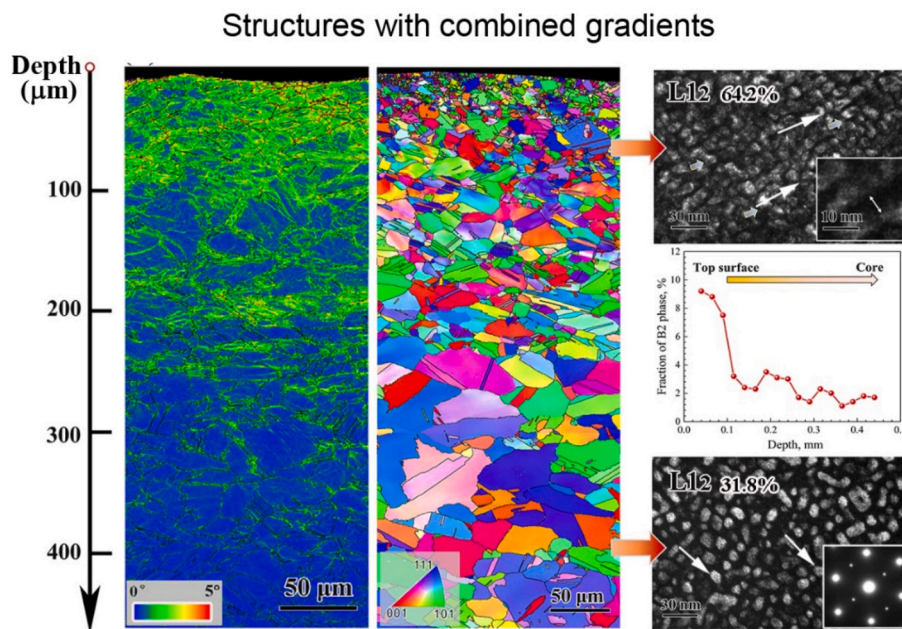 Structures with combined gradients
Depth
(μm)
100
200
300
400
0°
5°
50 μm
111
001
101
50 μm
L12 64.2%
30 nm
10 nm
12
10
8
6
4
2
0
Top surface
Core
Fraction of B2 phase, %
0.0
0.1
0.2
0.3
0.4
Depth, mm
L12 31.8%
30 nm